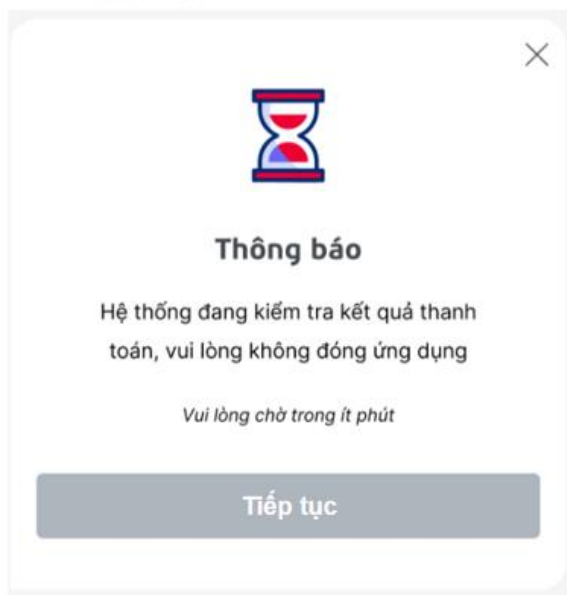 Thông báo
Hệ thống đang kiểm tra kết quả thanh
toán, vui lòng không đóng ứng dụng
Vui lòng chờ trong ít phút
Tiếp tục